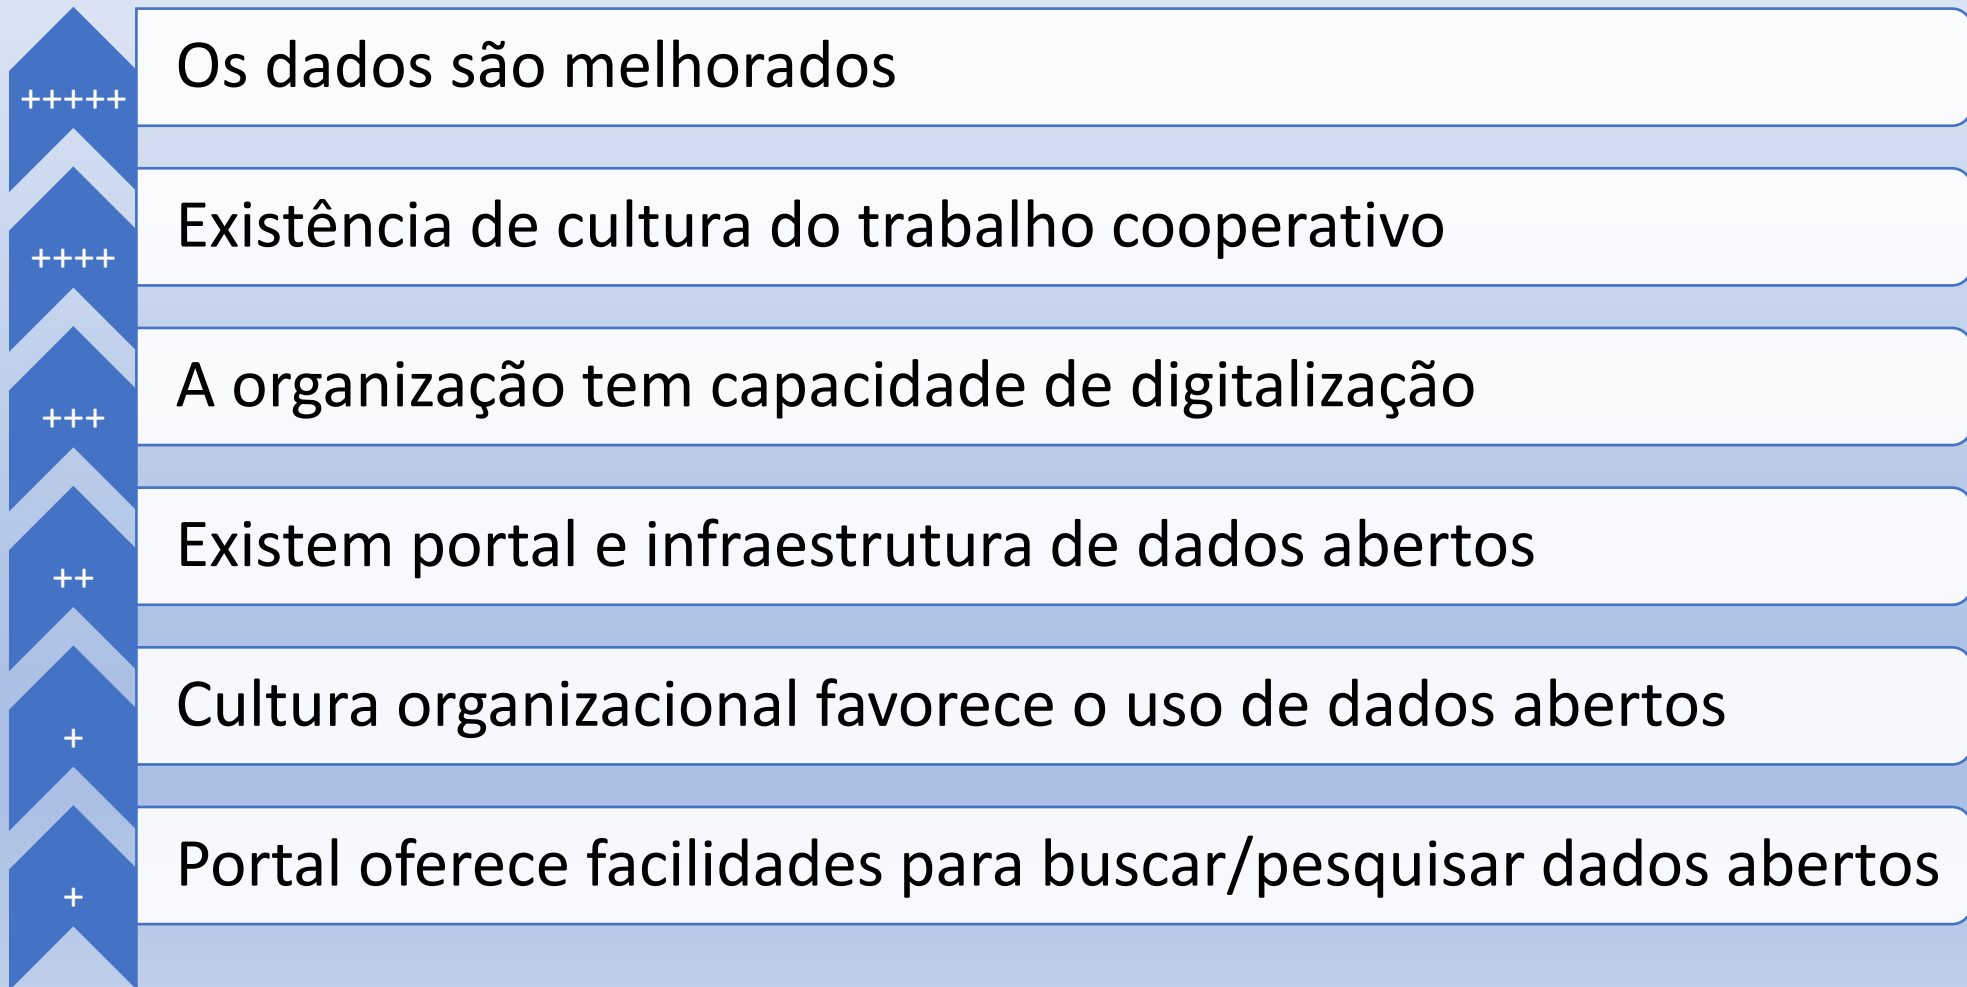 +++++
Os dados são melhorados
++++
Existência de cultura do trabalho cooperativo
+++
A organização tem capacidade de digitalização
++
Existem portal e infraestrutura de dados abertos
+
Cultura organizacional favorece o uso de dados abertos
+
Portal oferece facilidades para buscar/pesquisar dados abertos